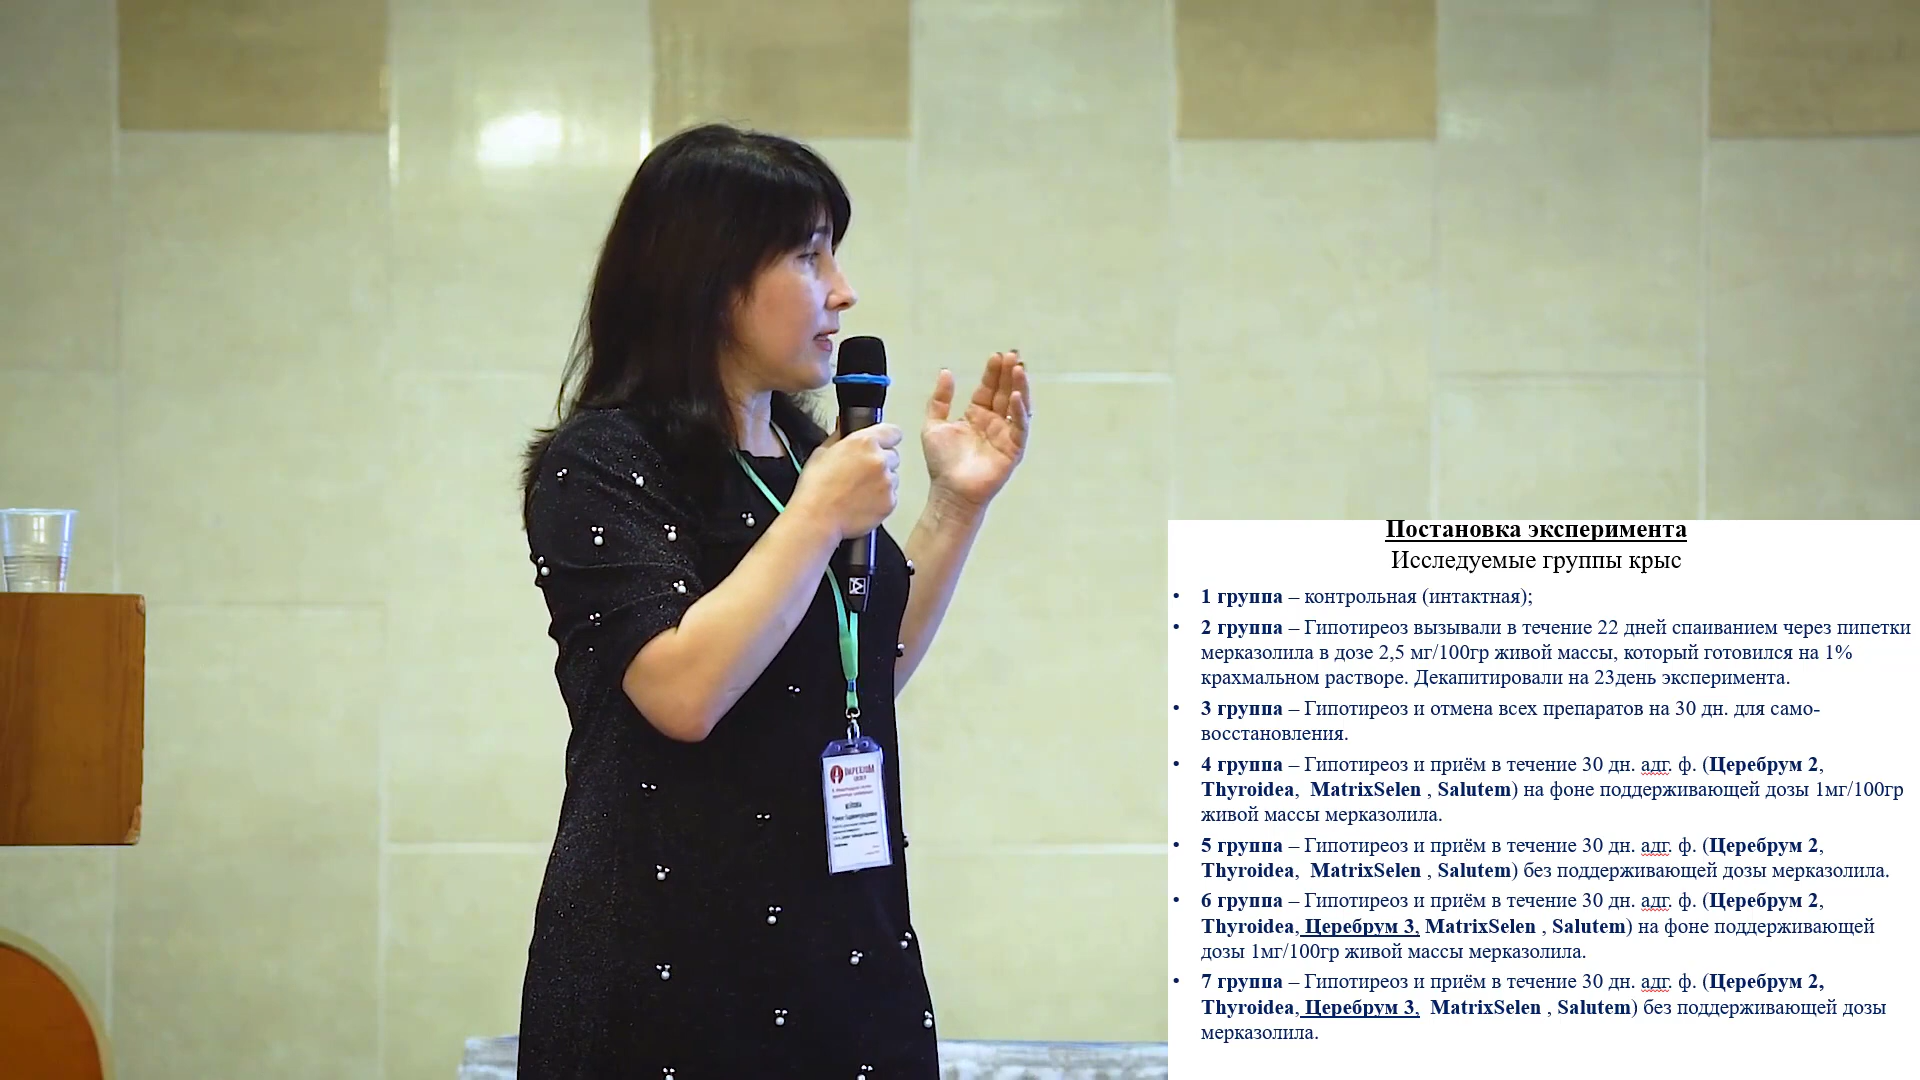 Постановка эксперимента
Исследуемые группы крыс
• 1 группа – контрольная (интактная);
• 2 группа – Гипотиреоз вызывали в течение 22 дней спаиванием через пипетки
мерказолила в дозе 2,5 мг/100гр живой массы, который готовился на 1%
крахмальном растворе. Декапитировали на 23день эксперимента.
• 3 группа – Гипотиреоз и отмена всех препаратов на 30 дн. для само-
восстановления.
• 4 группа – Гипотиреоз и приём в течение 30 дн. адг. ф. (Церебрум 2,
Thyroidea, MatrixSelen , Salutem) на фоне поддерживающей дозы 1мг/100гр
живой массы мерказолила.
• 5 группа – Гипотиреоз и приём в течение 30 дн. адг. ф. (Церебрум 2,
Thyroidea, MatrixSelen , Salutem) без поддерживающей дозы мерказолила.
• 6 группа – Гипотиреоз и приём в течение 30 дн. адг. ф. (Церебрум 2,
Thyroidea, Церебрум 3, MatrixSelen , Salutem) на фоне поддерживающей
дозы 1мг/100гр живой массы мерказолила.
• 7 группа – Гипотиреоз и приём в течение 30 дн. адг. ф. (Церебрум 2,
Thyroidea, Церебрум 3, MatrixSelen , Salutem) без поддерживающей дозы
мерказолила.